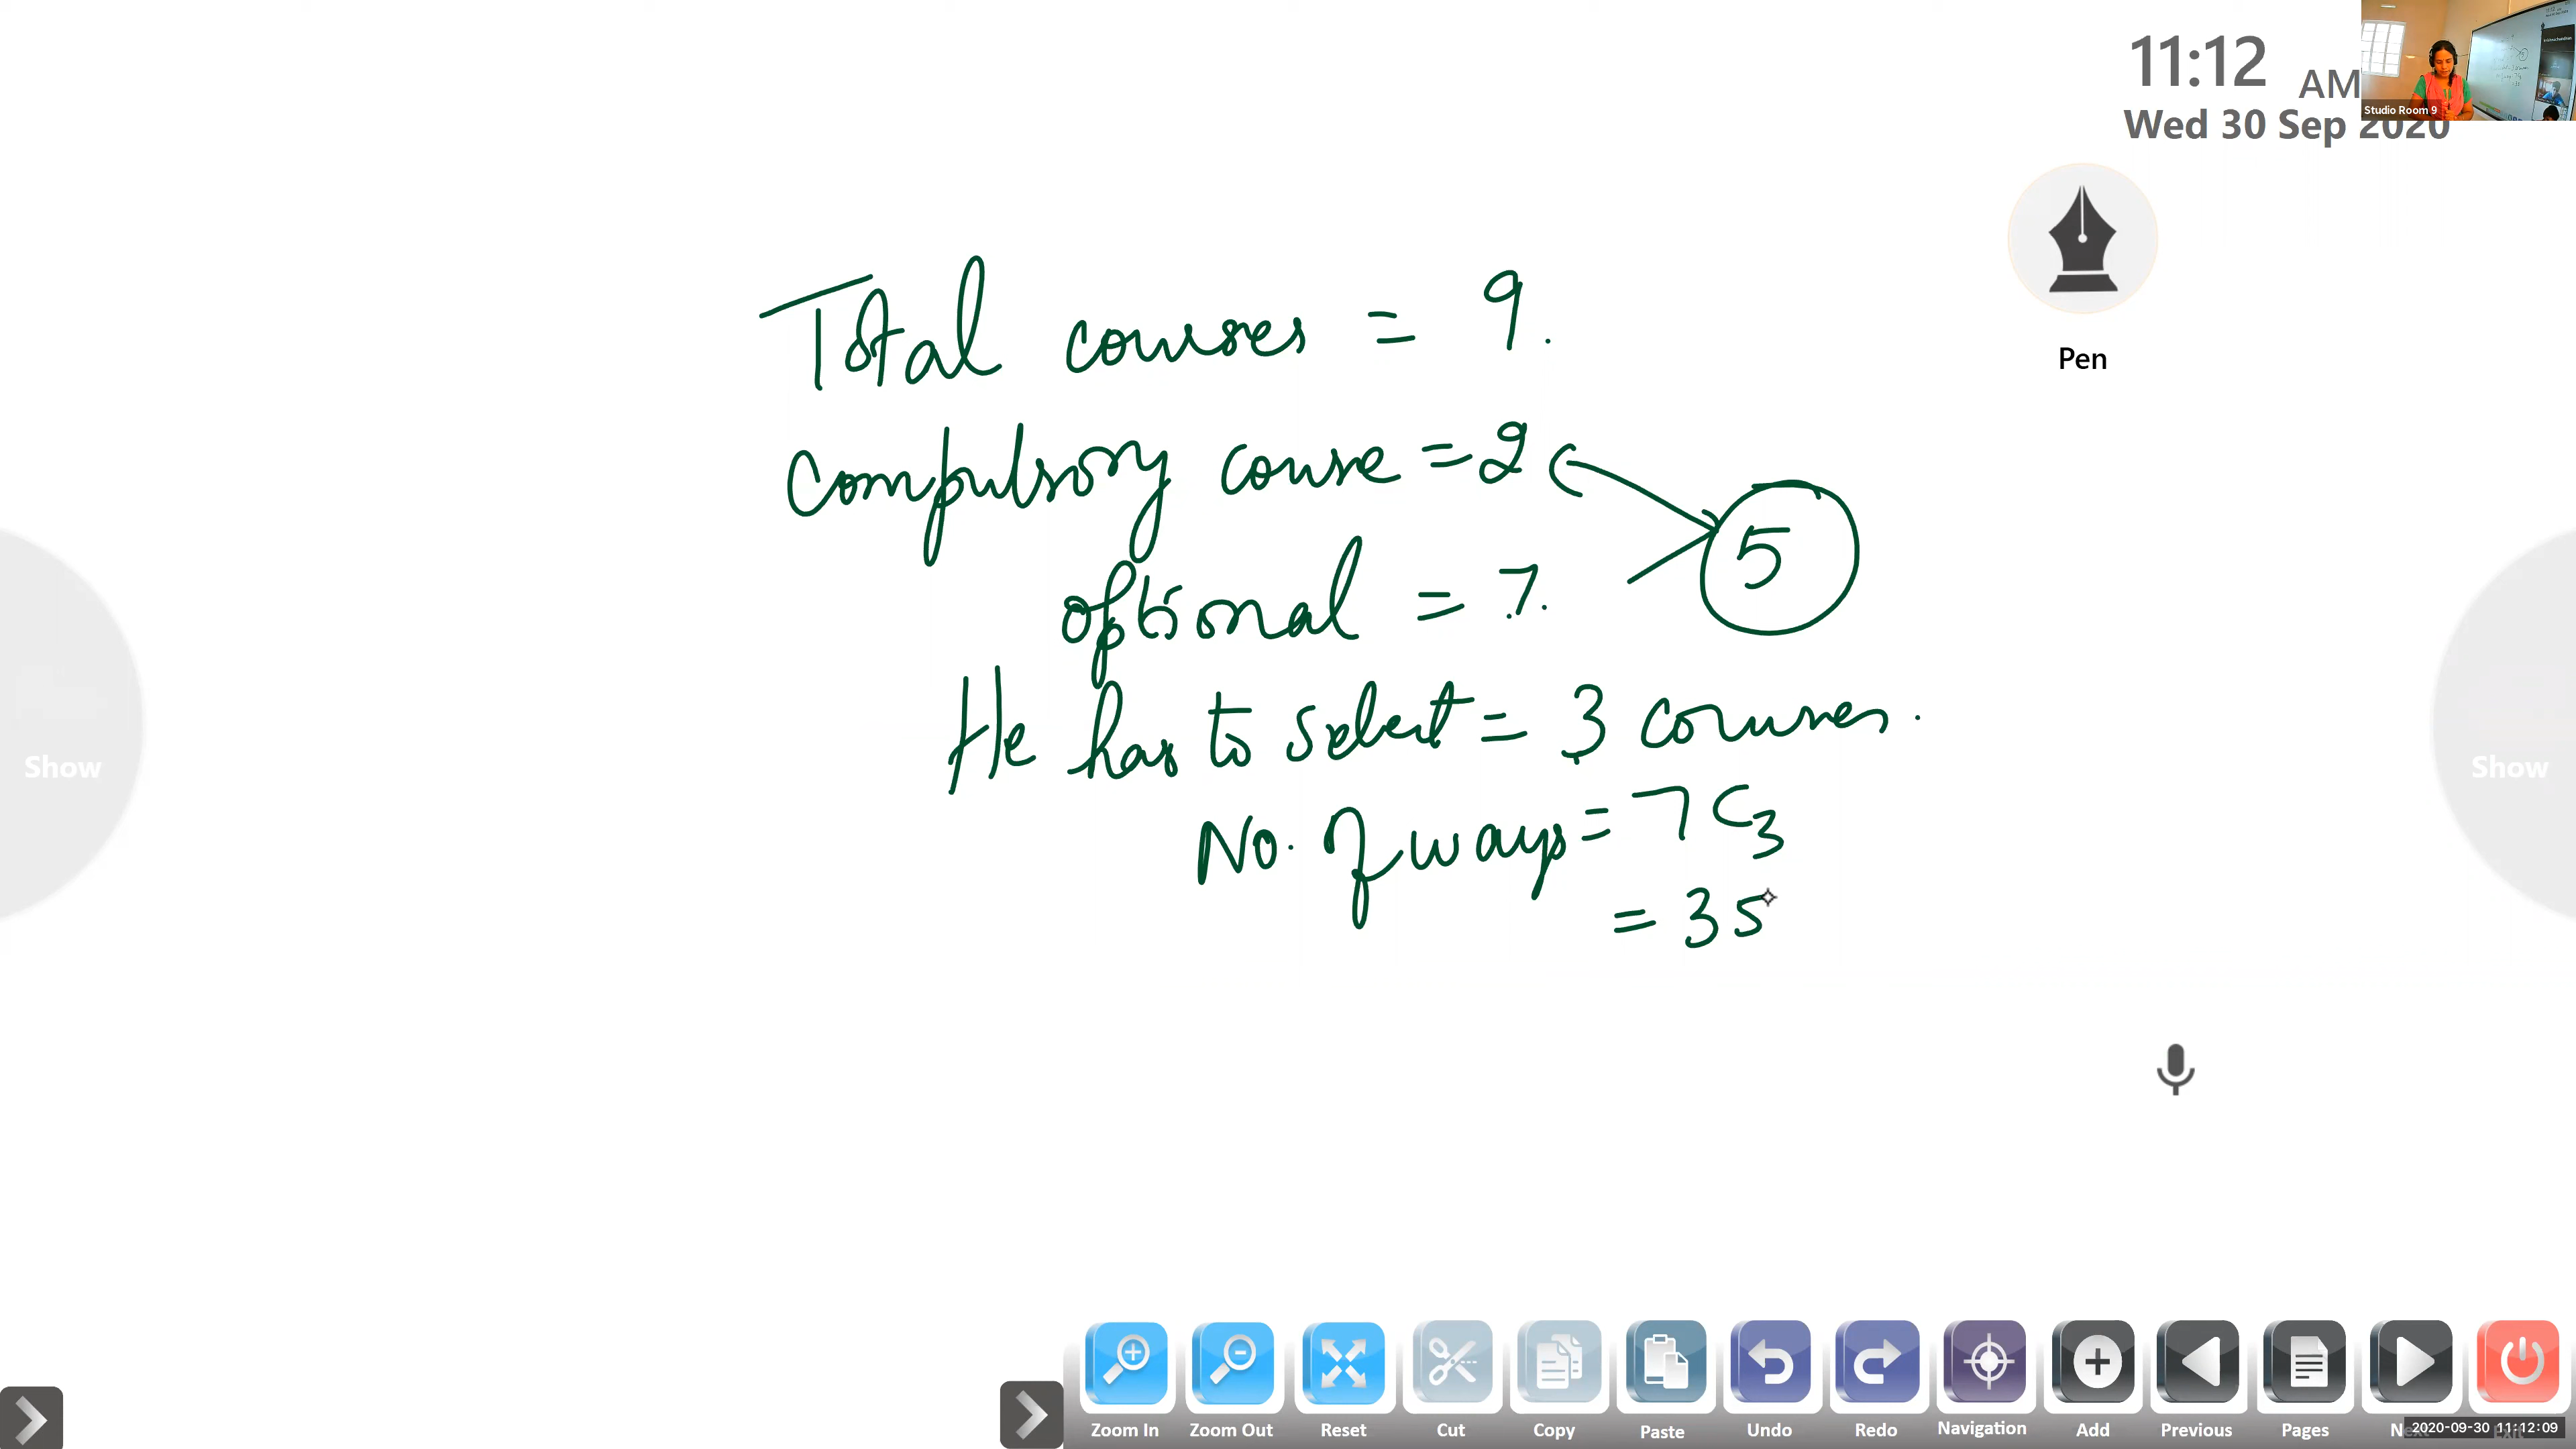 11:12 AM
Wed 30 Sep 2020
Studio Room 9
Pen
Total courses = 9.
Compulsory course = 2
5
optional = 7.
He has to select = 3 courses.
No. of ways = 7C3
= 35
Show
Show
Zoom In Zoom Out Reset Cut Copy Paste Undo Redo Navigation Add Previous Pages
2020-09-30 11:12:09